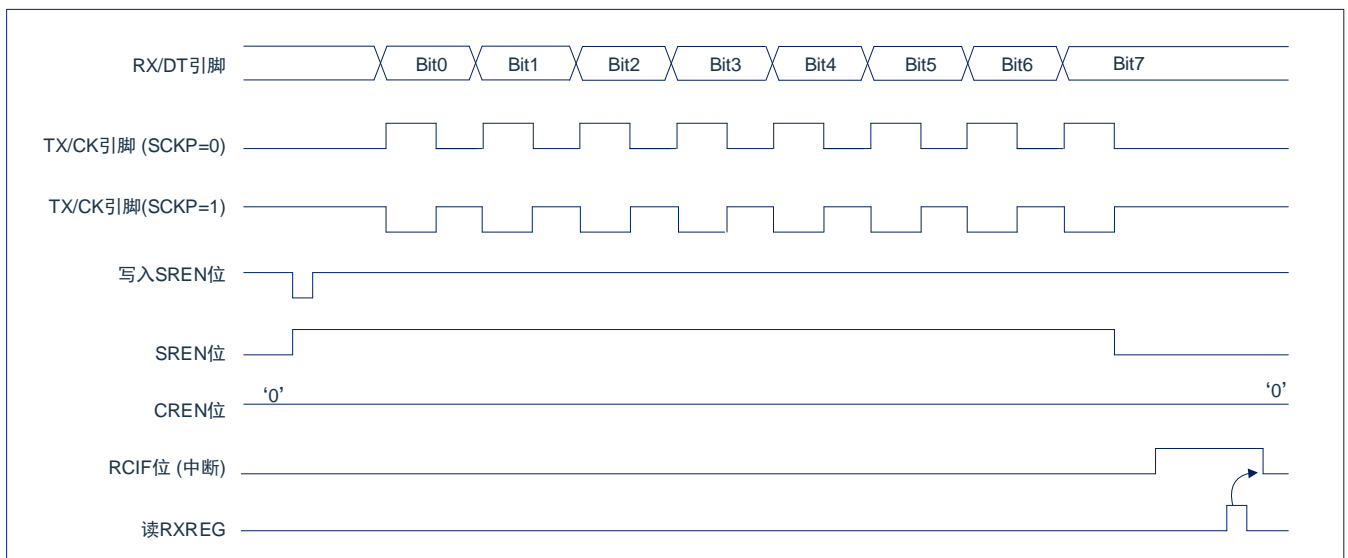 RX/DT引脚 Bit0 Bit1 Bit2 Bit3 Bit4 Bit5 Bit6 Bit7
TX/CK引脚 (SCKP=0)
TX/CK引脚(SCKP=1)
写入SREN位
SREN位
CREN位 ‘0’ ‘0’
RCIF位 (中断)
读RXREG